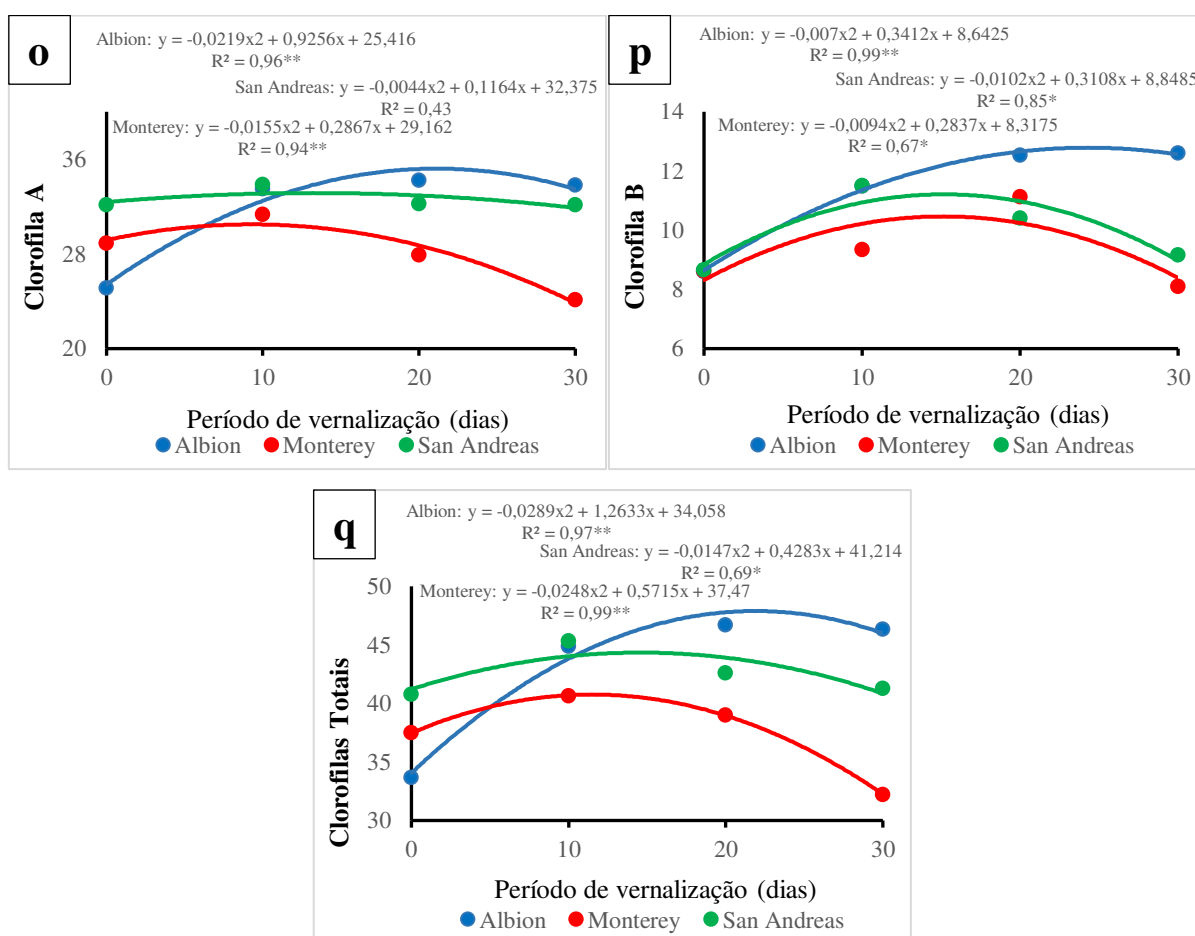 o
Albion: y = -0,0219x2 + 0,9256x + 25,416
R² = 0,96**
San Andreas: y = -0,0044x2 + 0,1164x + 32,375
R² = 0,43
Monterey: y = -0,0155x2 + 0,2867x + 29,162
R² = 0,94**
Clorofila A
36
28
20
0 10 20 30
Período de vernalização (dias)
Albion Monterey San Andreas
p
Albion: y = -0,007x2 + 0,3412x + 8,6425
R² = 0,99**
San Andreas: y = -0,0102x2 + 0,3108x + 8,8485
R² = 0,85*
Monterey: y = -0,0094x2 + 0,2837x + 8,3175
R² = 0,67*
Clorofila B
14
12
10
8
6
0 10 20 30
Período de vernalização (dias)
Albion Monterey San Andreas
q
Albion: y = -0,0289x2 + 1,2633x + 34,058
R² = 0,97**
San Andreas: y = -0,0147x2 + 0,4283x + 41,214
R² = 0,69*
Monterey: y = -0,0248x2 + 0,5715x + 37,47
R² = 0,99**
Clorofilas Totais
50
45
40
35
30
0 10 20 30
Período de vernalização (dias)
Albion Monterey San Andreas